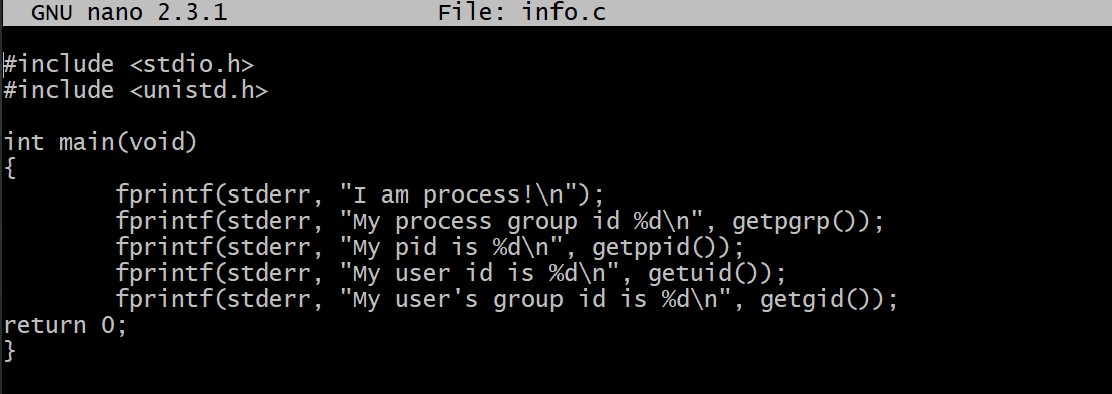 GNU nano 2.3.1 File: info.c
#include <stdio.h>
#include <unistd.h>
int main(void)
{
fprintf(stderr, "I am process!\n");
fprintf(stderr, "My process group id %d\n", getpgrp());
fprintf(stderr, "My pid is %d\n", getppid());
fprintf(stderr, "My user id is %d\n", getuid());
fprintf(stderr, "My user's group id is %d\n", getgid());
return 0;
}